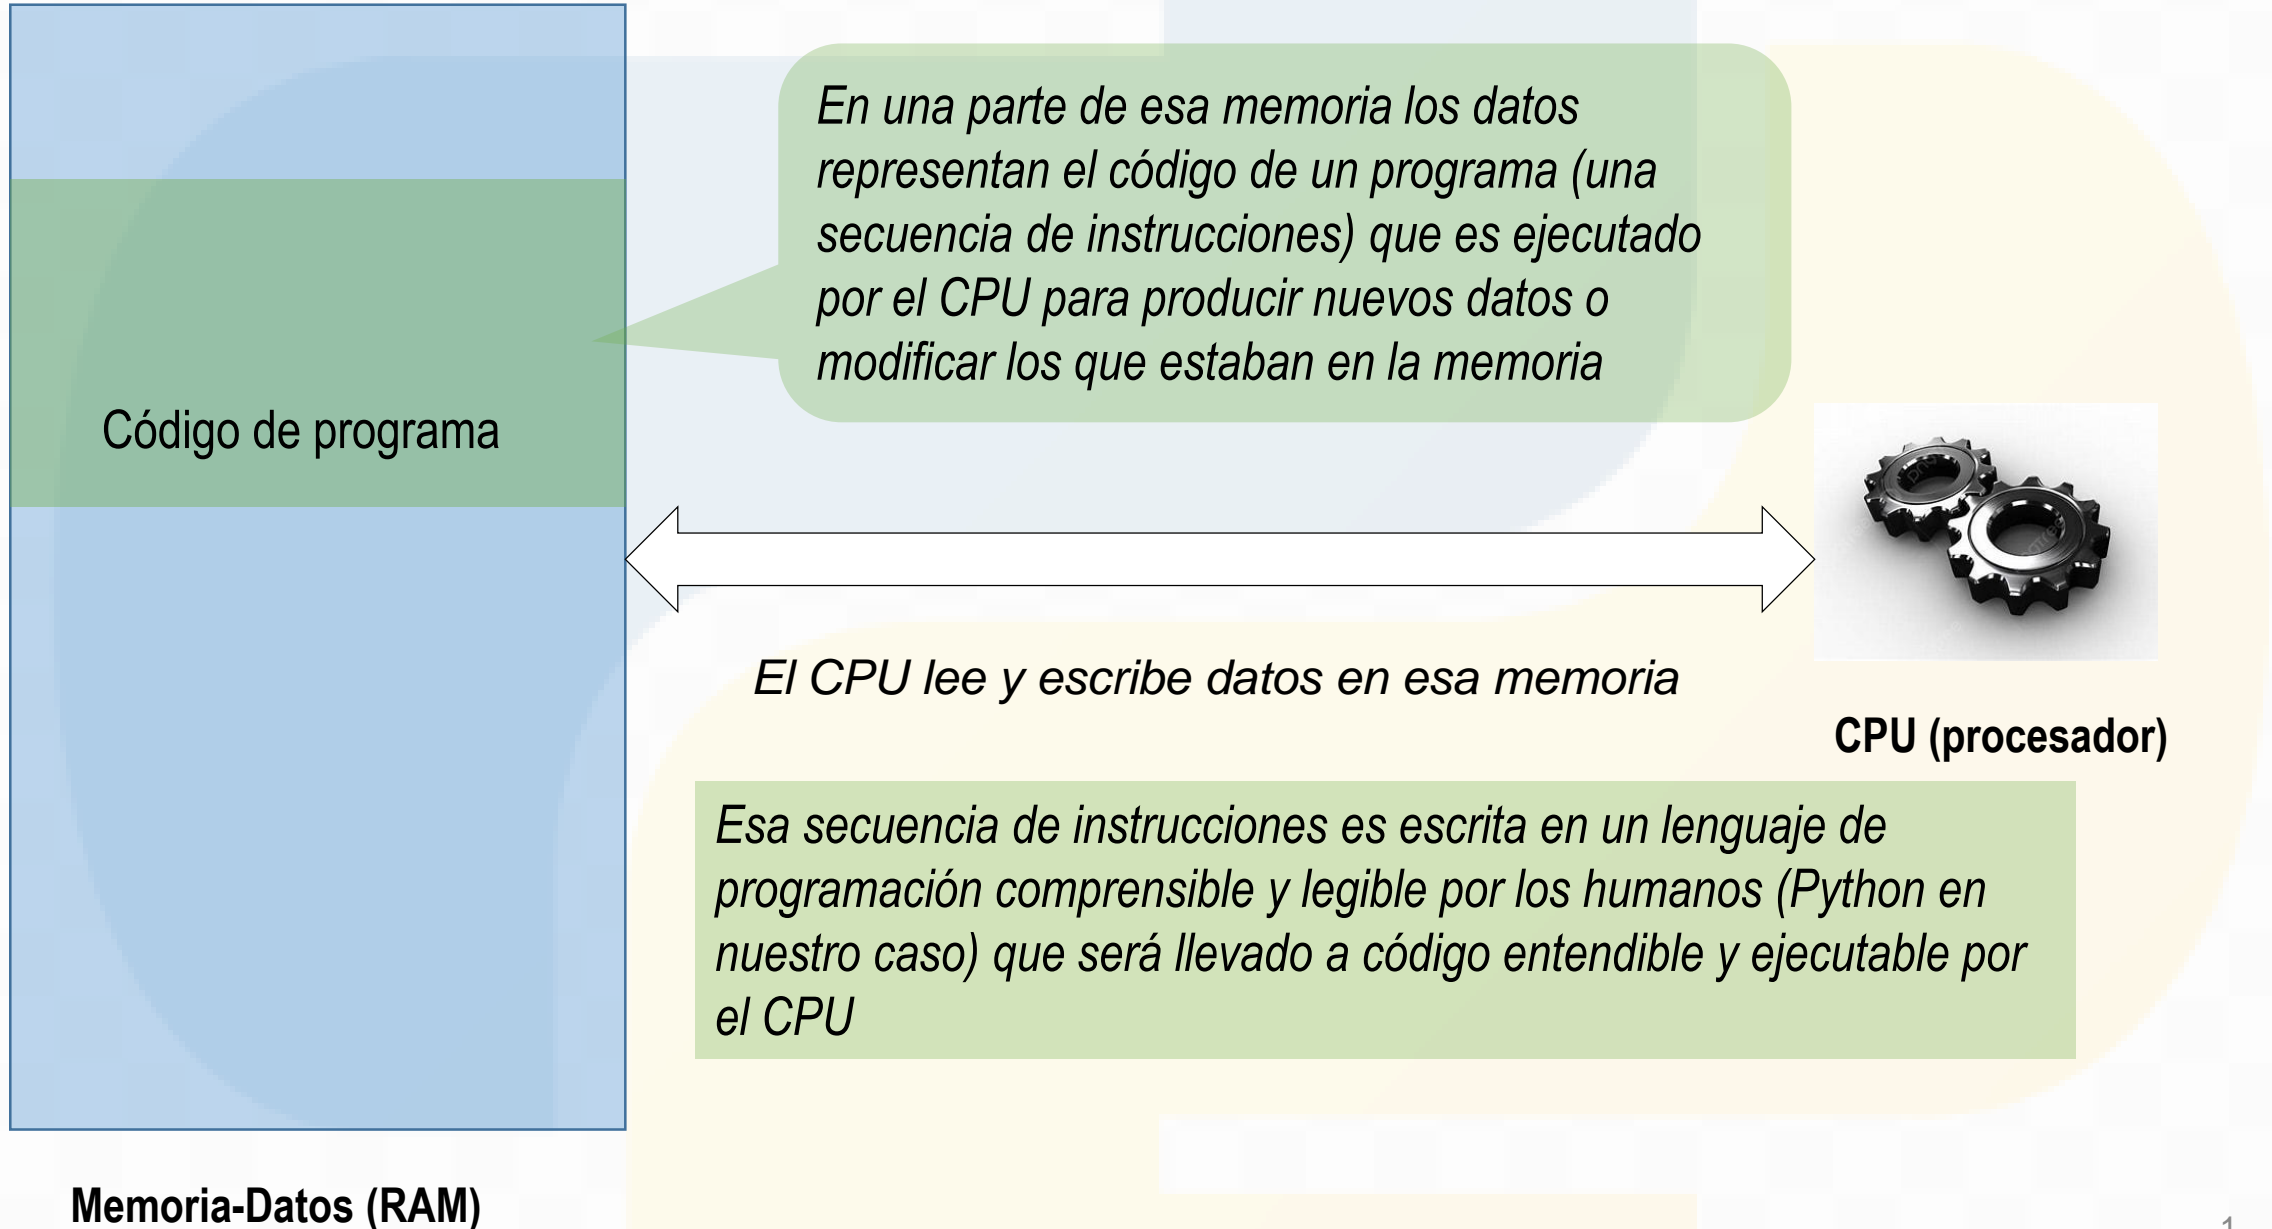 En una parte de esa memoria los datos
representan el código de un programa (una
secuencia de instrucciones) que es ejecutado
por el CPU para producir nuevos datos o
modificar los que estaban en la memoria
Código de programa
El CPU lee y escribe datos en esa memoria
CPU (procesador)
Esa secuencia de instrucciones es escrita en un lenguaje de
programación comprensible y legible por los humanos (Python en
nuestro caso) que será llevado a código entendible y ejecutable por
el CPU
Memoria-Datos (RAM)
1